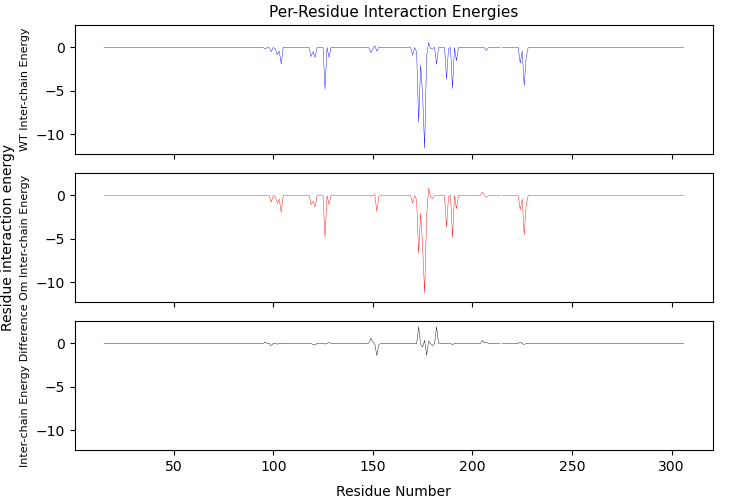 Per-Residue Interaction Energies
Residue interaction energy
WT Inter-chain Energy
0
−5
−10
Om Inter-chain Energy
0
−5
−10
Inter-chain Energy Difference
0
−5
−10
50
100
150
200
250
300
Residue Number